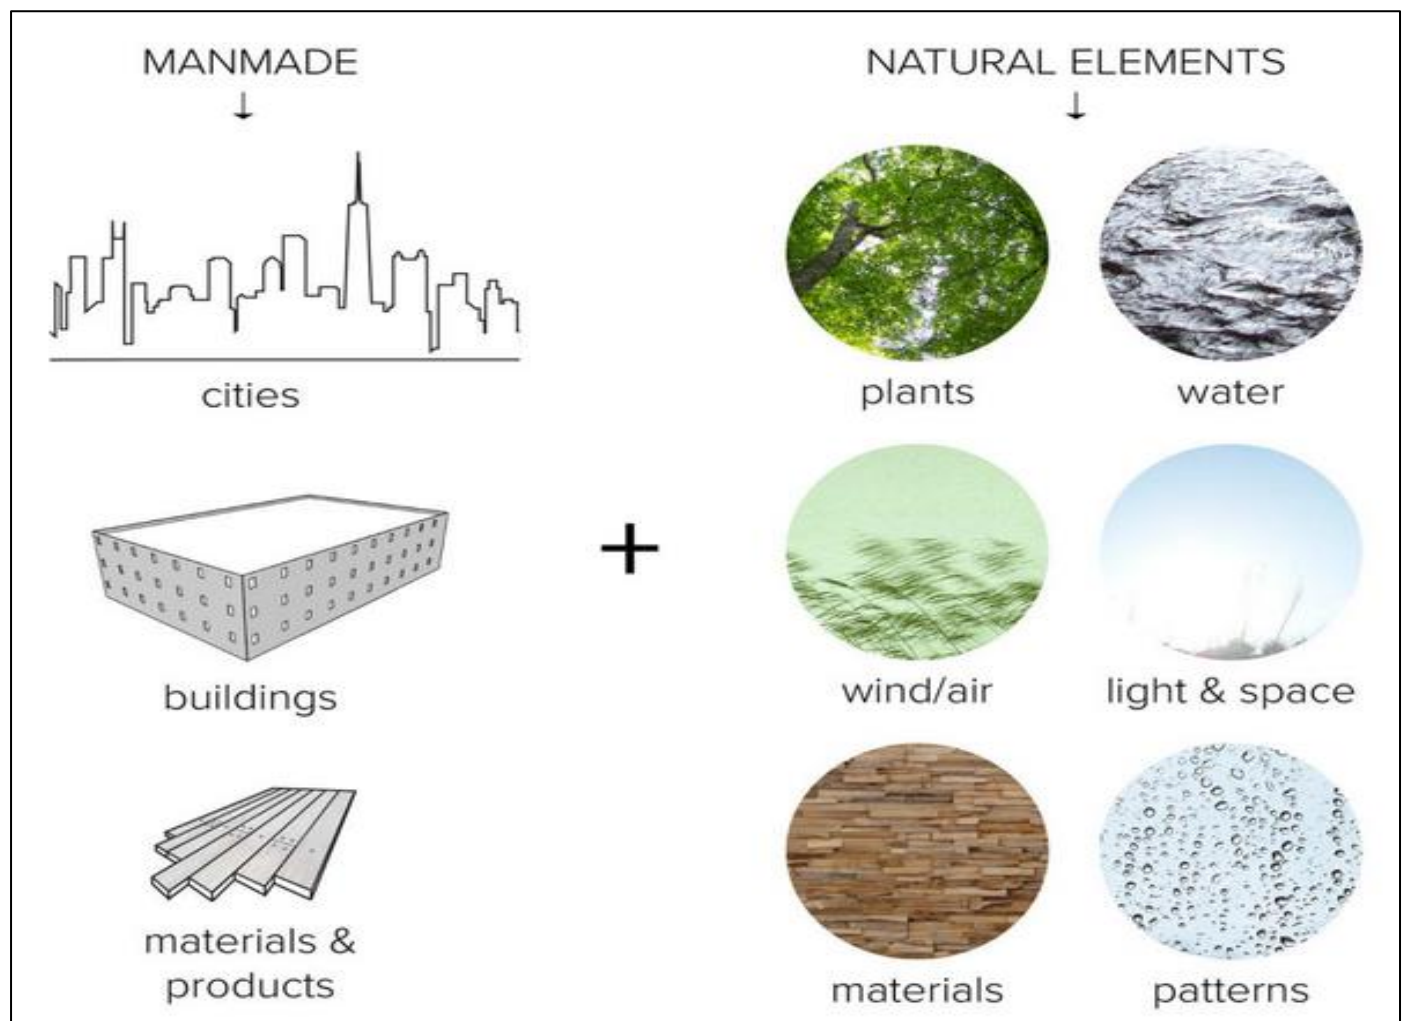 MANMADE
cities
buildings
materials &
products
+
NATURAL ELEMENTS
plants
water
wind/air
light & space
materials
patterns